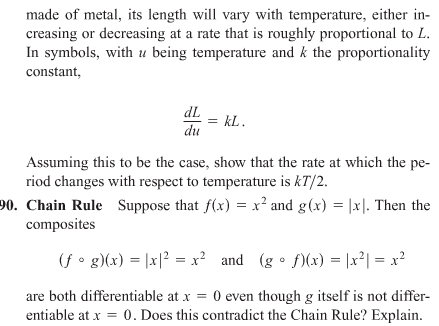 made of metal, its length will vary with temperature, either in-
creasing or decreasing at a rate that is roughly proportional to L.
In symbols, with u being temperature and k the proportionality
constant,
dL/du = kL.
Assuming this to be the case, show that the rate at which the pe-
riod changes with respect to temperature is kT/2.
90. Chain Rule Suppose that f(x) = x² and g(x) = |x|. Then the
composites
(f ∘ g)(x) = |x|² = x² and (g ∘ f)(x) = |x²| = x²
are both differentiable at x = 0 even though g itself is not differ-
entiable at x = 0. Does this contradict the Chain Rule? Explain.